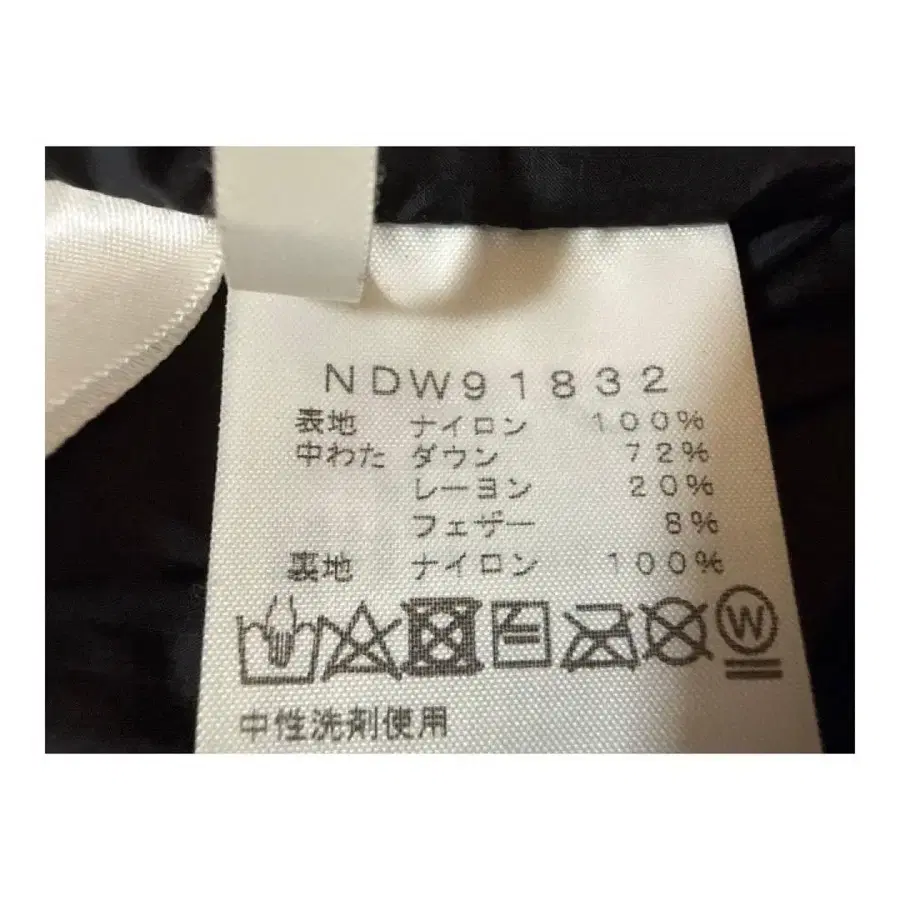 NDW91832
表地 ナイロン 100%
中わた ダウン 72%
レーヨン 20%
フェザー 8%
裏地 ナイロン 100%
W
中性洗剤使用